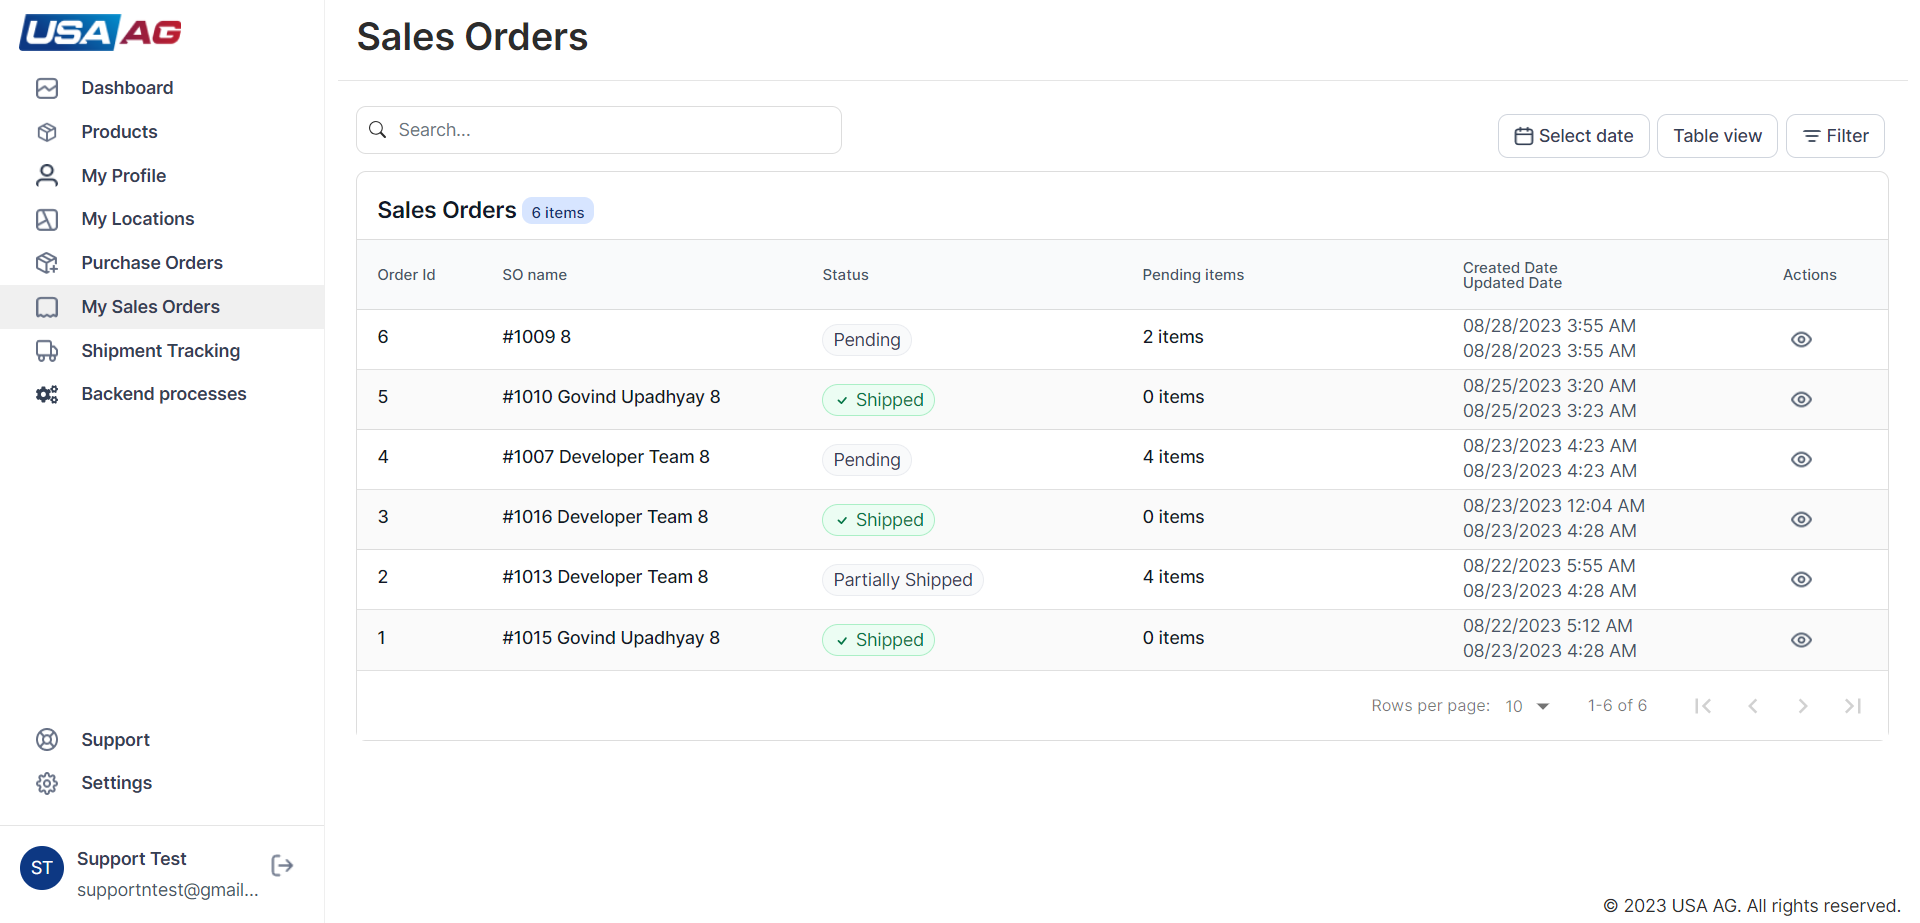 USA AG
Dashboard
Products
My Profile
My Locations
Purchase Orders
My Sales Orders
Shipment Tracking
Backend processes
Support
Settings
ST
Support Test
supportntest@gmail...
Sales Orders
Search...
Select date
Table view
Filter
Sales Orders 6 items
Order Id SO name Status Pending items Created Date Updated Date Actions
6 #1009 8 Pending 2 items 08/28/2023 3:55 AM
08/28/2023 3:55 AM
5 #1010 Govind Upadhyay 8 Shipped 0 items 08/25/2023 3:20 AM
08/25/2023 3:23 AM
4 #1007 Developer Team 8 Pending 4 items 08/23/2023 4:23 AM
08/23/2023 4:23 AM
3 #1016 Developer Team 8 Shipped 0 items 08/23/2023 12:04 AM
08/23/2023 4:28 AM
2 #1013 Developer Team 8 Partially Shipped 4 items 08/22/2023 5:55 AM
08/23/2023 4:28 AM
1 #1015 Govind Upadhyay 8 Shipped 0 items 08/22/2023 5:12 AM
08/23/2023 4:28 AM
Rows per page: 10 1-6 of 6
© 2023 USA AG. All rights reserved.